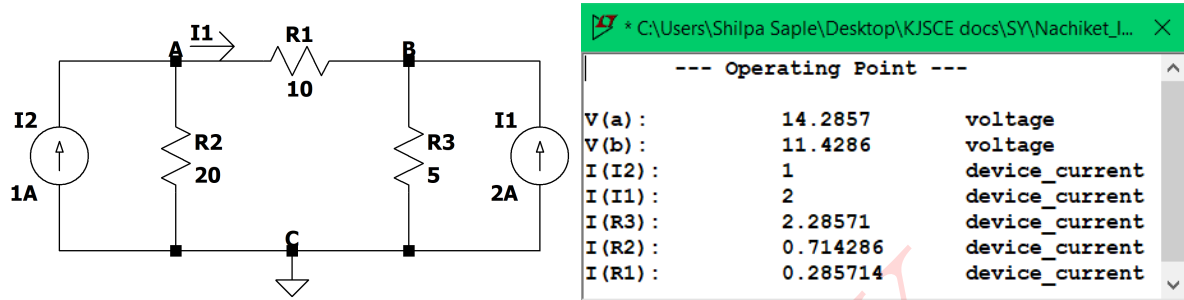 I1
A
R1
10
B
I2
1A
R2
20
R3
5
I1
2A
C
* C:\Users\Shilpa Saple\Desktop\KJSCE docs\SY\Nachiket_I...
--- Operating Point ---
V(a): 14.2857 voltage
V(b): 11.4286 voltage
I(I2): 1 device_current
I(I1): 2 device_current
I(R3): 2.28571 device_current
I(R2): 0.714286 device_current
I(R1): 0.285714 device_current